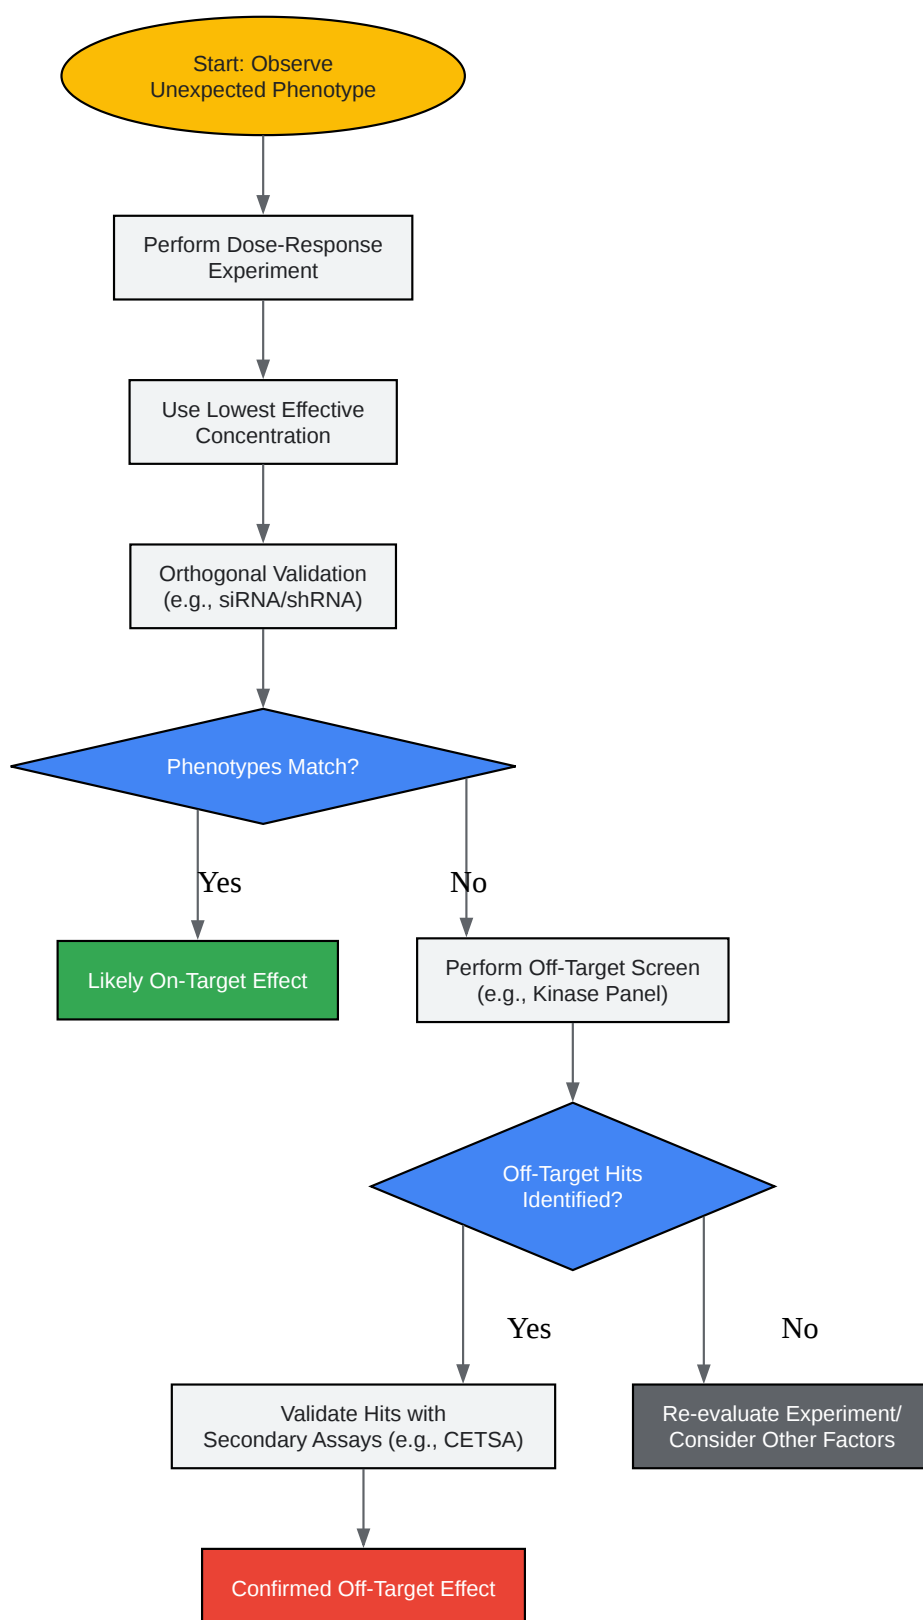 Start: Observe
Unexpected Phenotype
Perform Dose-Response
Experiment
Use Lowest Effective
Concentration
Orthogonal Validation
(e.g., siRNA/shRNA)
Phenotypes Match?
Yes
No
Likely On-Target Effect
Perform Off-Target Screen
(e.g., Kinase Panel)
Off-Target Hits
Identified?
Yes
No
Validate Hits with
Secondary Assays (e.g., CETSA)
Re-evaluate Experiment/
Consider Other Factors
Confirmed Off-Target Effect